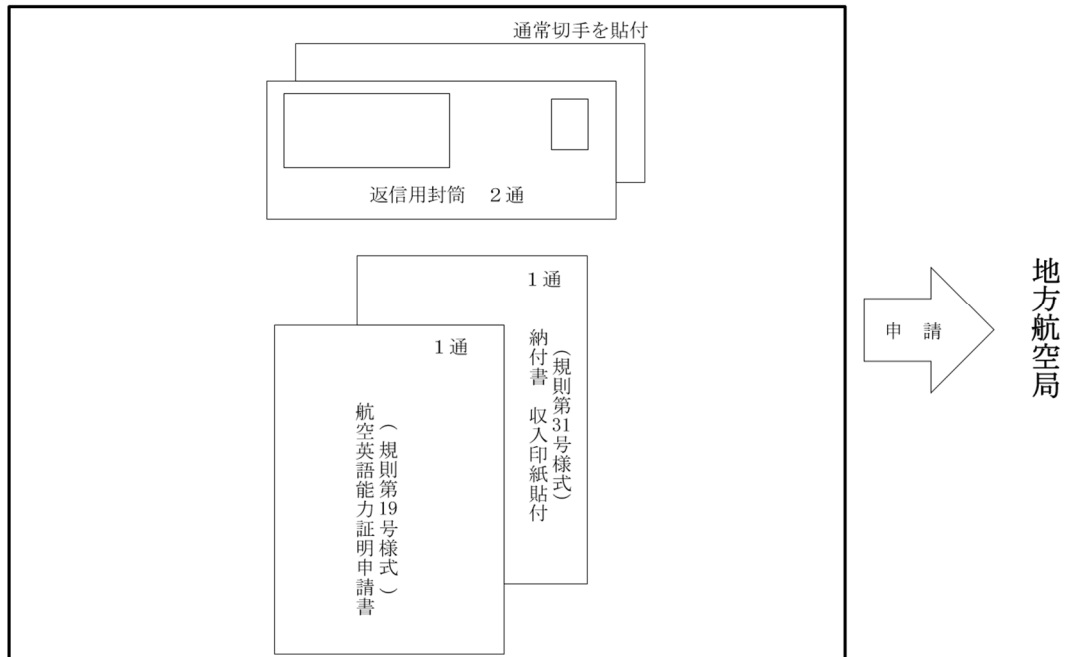 通常切手を貼付
返信用封筒　２通
１通
納付書　収入印紙貼付
（規則第31号様式）
１通
航空英語能力証明申請書
（規則第19号様式）
申　請
地方航空局